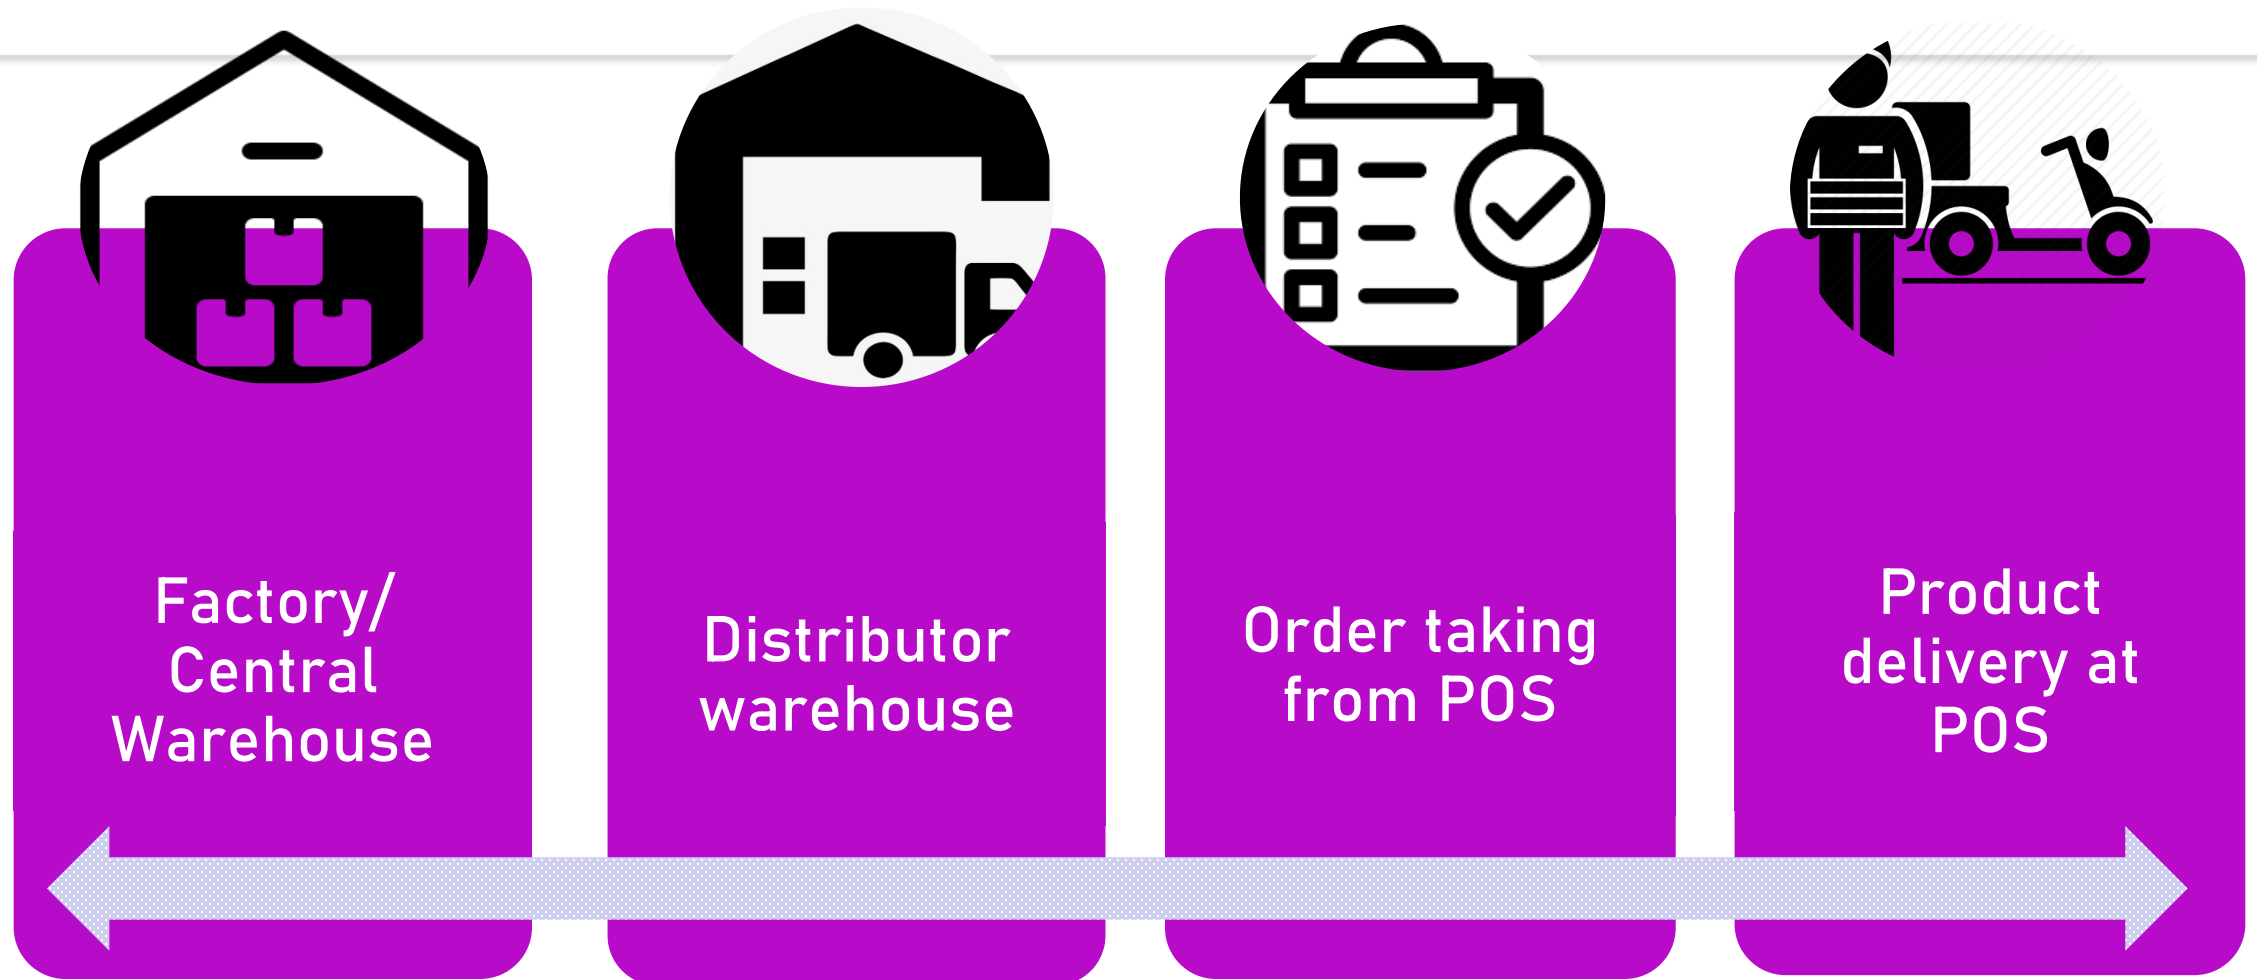 Factory/
Central
Warehouse
Distributor
warehouse
Order taking
from POS
Product
delivery at
POS